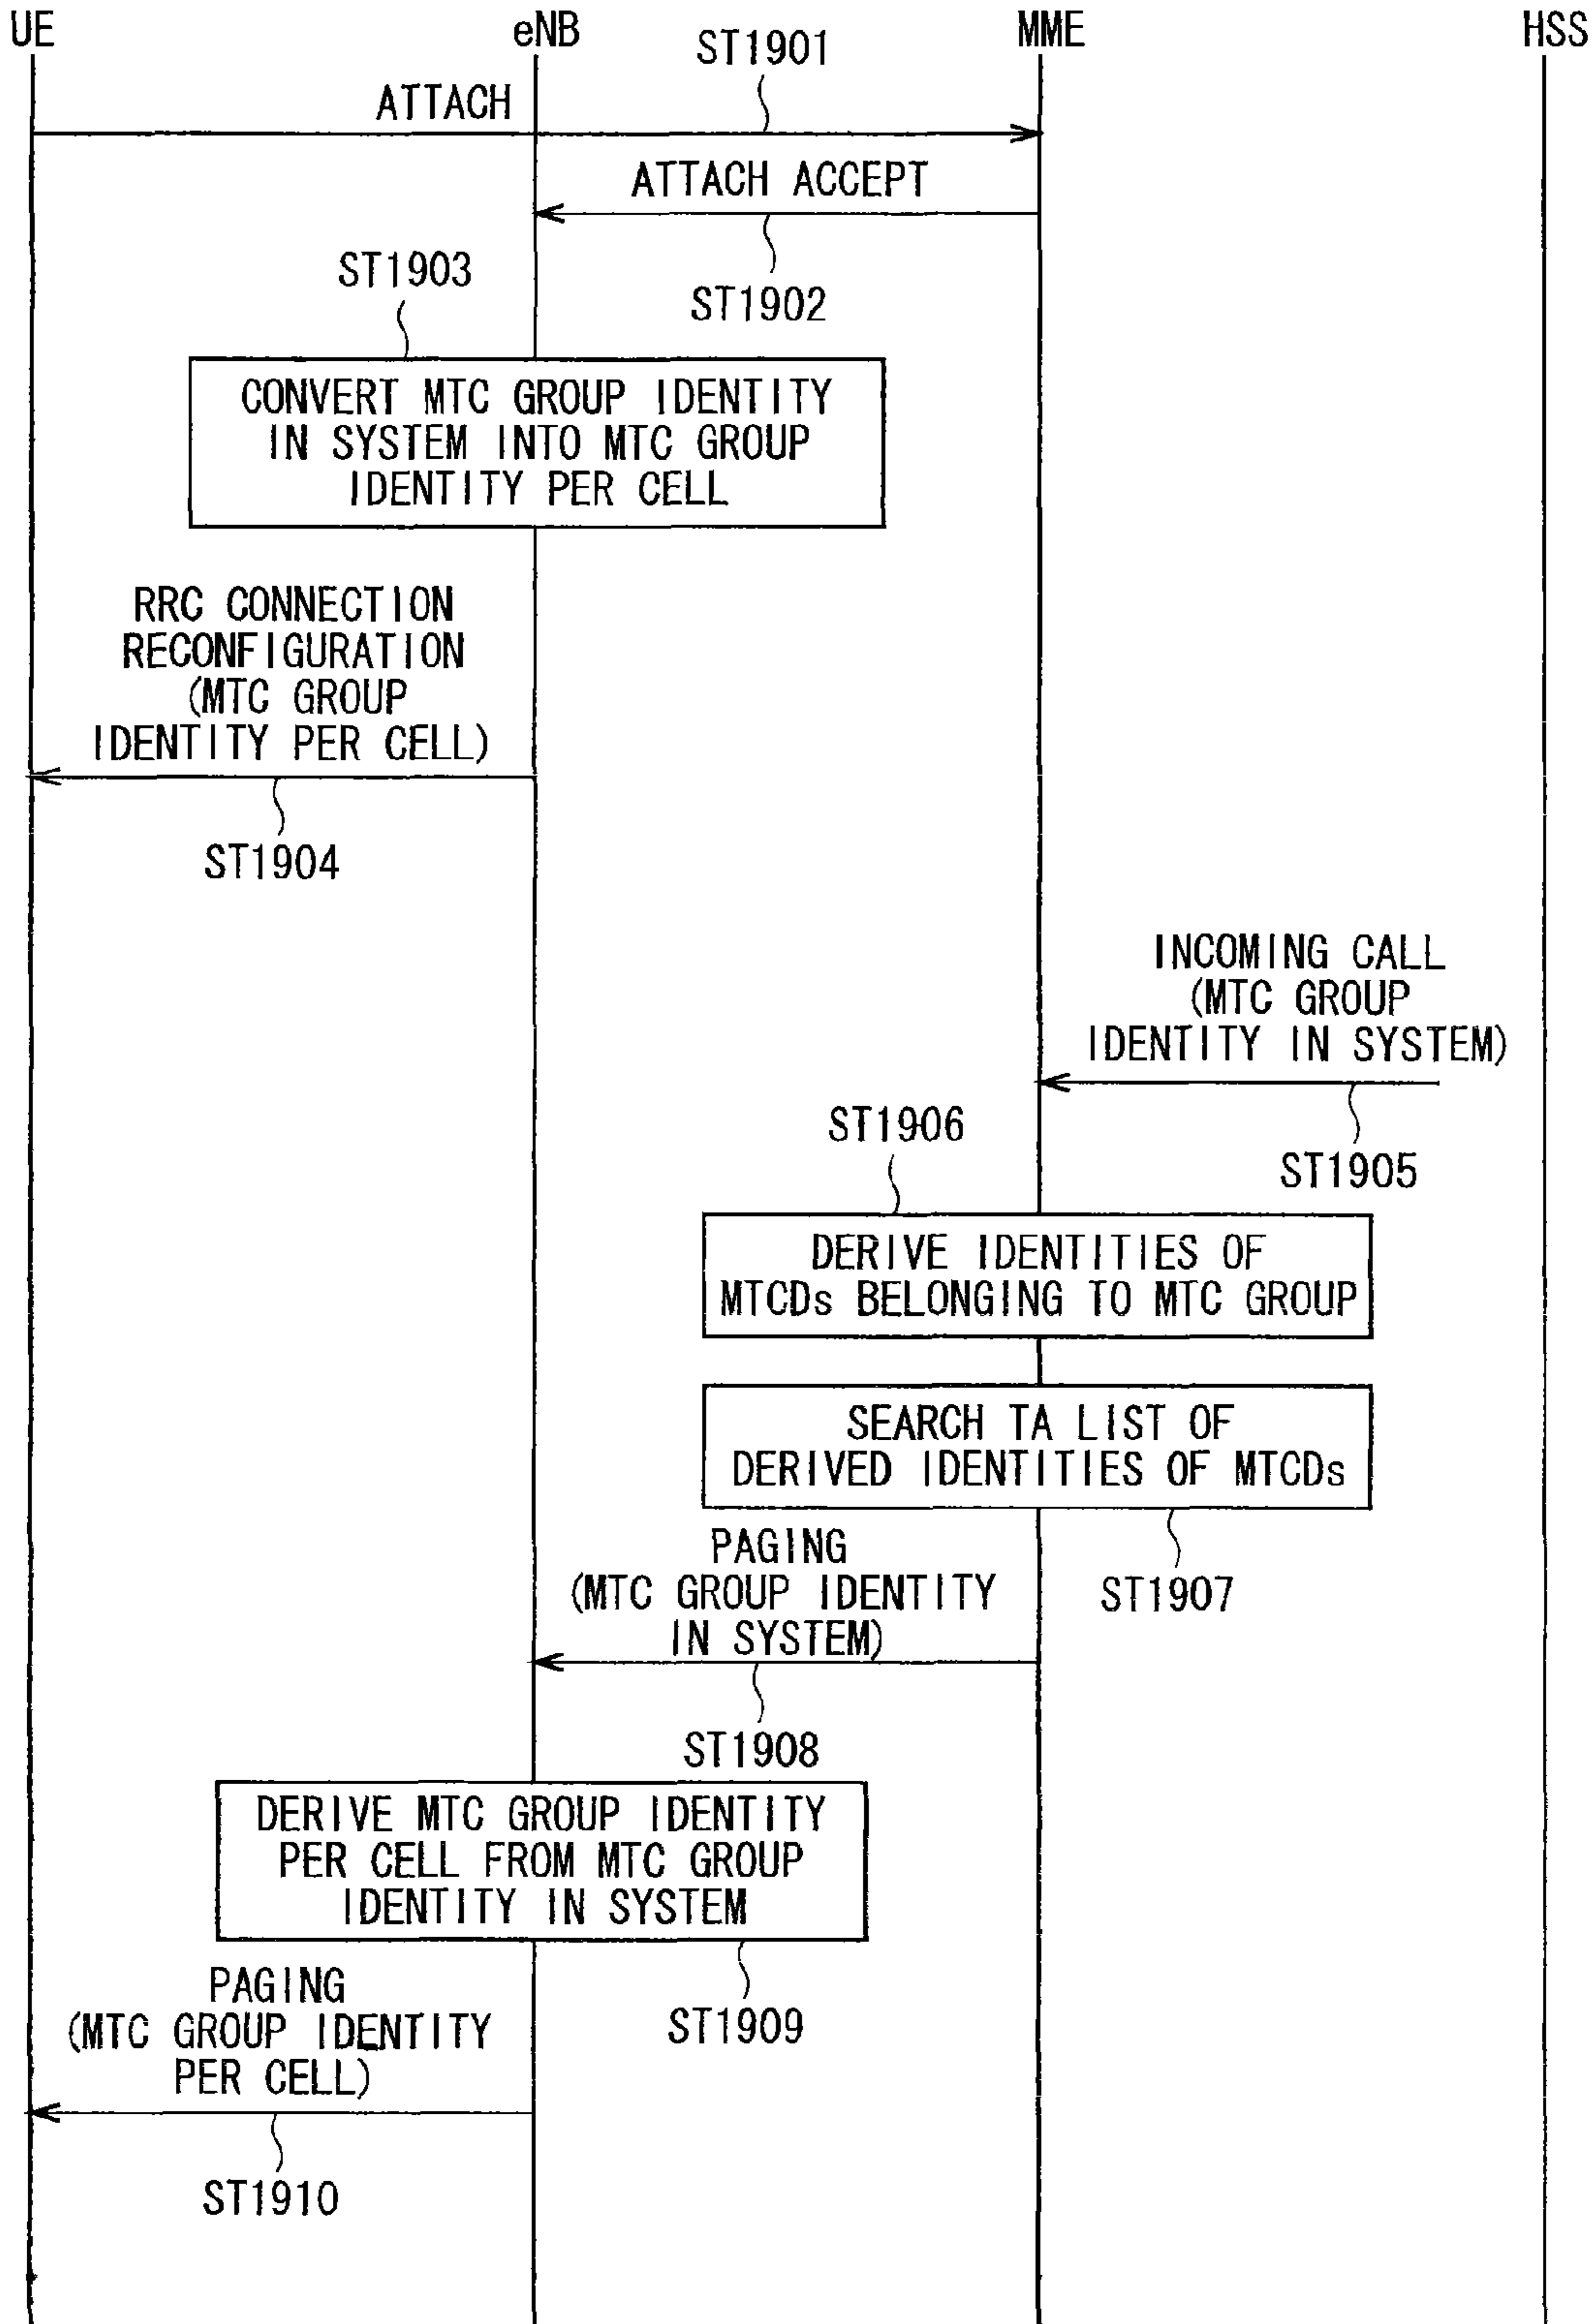 UE
eNB
MME
HSS
ST1901
ATTACH
ATTACH ACCEPT
ST1902
ST1903
CONVERT MTC GROUP IDENTITY
IN SYSTEM INTO MTC GROUP
IDENTITY PER CELL
RRC CONNECTION
RECONFIGURATION
(MTC GROUP
IDENTITY PER CELL)
ST1904
INCOMING CALL
(MTC GROUP
IDENTITY IN SYSTEM)
ST1905
ST1906
DERIVE IDENTITIES OF
MTCDs BELONGING TO MTC GROUP
SEARCH TA LIST OF
DERIVED IDENTITIES OF MTCDs
ST1907
PAGING
(MTC GROUP IDENTITY
IN SYSTEM)
ST1908
DERIVE MTC GROUP IDENTITY
PER CELL FROM MTC GROUP
IDENTITY IN SYSTEM
ST1909
PAGING
(MTC GROUP IDENTITY
PER CELL)
ST1910